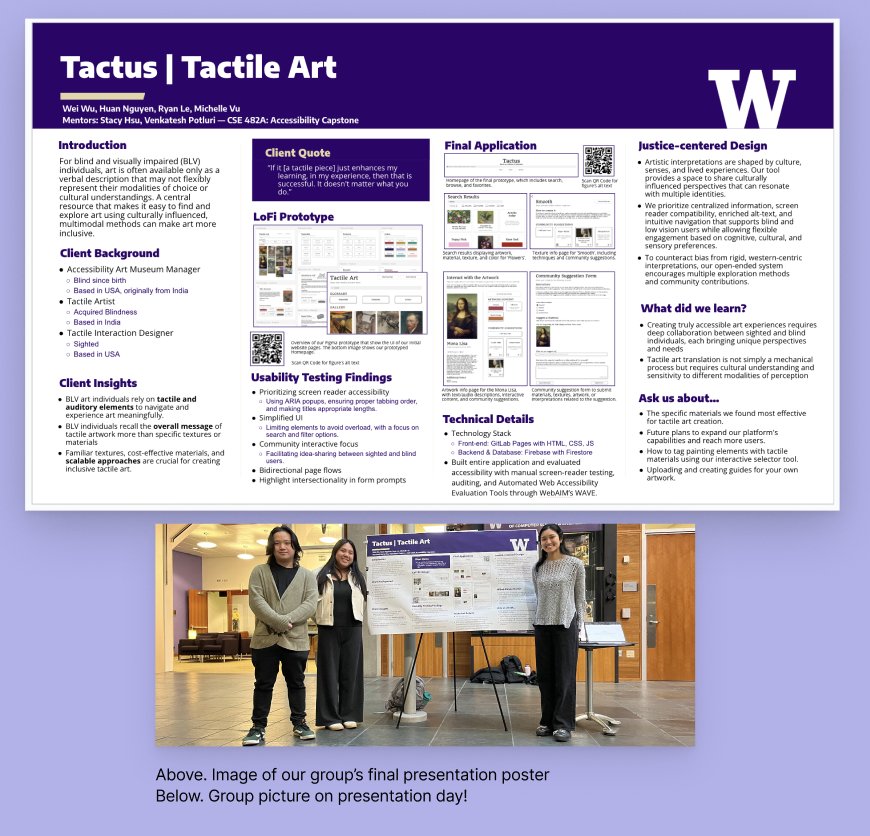 Tactus | Tactile Art
Wei Wu, Huan Nguyen, Ryan Le, Michelle Vu
Mentors: Stacy Hsu, Venkatesh Potluri — CSE 482A: Accessibility Capstone
W
Introduction
For blind and visually impaired (BLV)
individuals, art is often available only as a
verbal description that may not flexibly
represent their modalities of choice or
cultural understandings. A central
resource that makes it easy to find and
explore art using culturally influenced,
multimodal methods can make art more
inclusive.
Client Background
● Accessibility Art Museum Manager
○ Blind since birth
○ Based in USA, originally from India
● Tactile Artist
○ Acquired Blindness
○ Based in India
● Tactile Interaction Designer
○ Sighted
○ Based in USA
Client Insights
● BLV art individuals rely on tactile and
auditory elements to navigate and
experience art meaningfully.
● BLV individuals recall the overall message of
tactile artwork more than specific textures or
materials
● Familiar textures, cost-effective materials, and
scalable approaches are crucial for creating
inclusive tactile art.
Client Quote
"If it [a tactile piece] just enhances my
learning, in my experience, then that is
successful. It doesn't matter what you
do."
LoFi Prototype
Tactile Art
Overview of our Figma prototype that show the UI of our initial
website pages. The bottom image shows our prototyped
Homepage.
Scan QR Code for figure's alt text
Usability Testing Findings
● Prioritizing screen reader accessibility
○ Using ARIA popups, ensuring proper tabbing order,
and making titles appropriate lengths.
● Simplified UI
○ Limiting elements to avoid overload, with a focus on
search and filter options.
● Community interactive focus
○ Facilitating idea-sharing between sighted and blind
users.
● Bidirectional page flows
● Highlight intersectionality in form prompts
Final Application
Tactus
Homepage of the final prototype, which includes search,
browse, and favorites.
Scan QR Code for
figure's alt text
Search Results
Smooth
Search results displaying artwork,
material, texture, and color for 'Flowers'.
Texture info page for 'Smooth', including
techniques and community suggestions.
Interact with the Artwork
Mona Lisa
Community Suggestion Form
Artwork info page for the Mona Lisa,
with text/audio descriptions, interactive
content, and community suggestions.
Community suggestion form to submit
materials, textures, artwork, or
interpretations related to the suggestion.
Technical Details
● Technology Stack
○ Front-end: GitLab Pages with HTML, CSS, JS
○ Backend & Database: Firebase with Firestore
● Built entire application and evaluated
accessibility with manual screen-reader testing,
auditing, and Automated Web Accessibility
Evaluation Tools through WebAIM's WAVE.
Justice-centered Design
● Artistic interpretations are shaped by culture,
senses, and lived experiences. Our tool
provides a space to share culturally
influenced perspectives that can resonate
with multiple identities.
● We prioritize centralized information, screen
reader compatibility, enriched alt-text, and
intuitive navigation that supports blind and
low vision users while allowing flexible
engagement based on cognitive, cultural, and
sensory preferences.
● To counteract bias from rigid, western-centric
interpretations, our open-ended system
encourages multiple exploration methods
and community contributions.
What did we learn?
● Creating truly accessible art experiences requires
deep collaboration between sighted and blind
individuals, each bringing unique perspectives
and needs
● Tactile art translation is not simply a mechanical
process but requires cultural understanding and
sensitivity to different modalities of perception
Ask us about...
● The specific materials we found most effective
for tactile art creation.
● Future plans to expand our platform's
capabilities and reach more users.
● How to tag painting elements with tactile
materials using our interactive selector tool.
● Uploading and creating guides for your own
artwork.
Tactus | Tactile Art
W
Above. Image of our group's final presentation poster
Below. Group picture on presentation day!